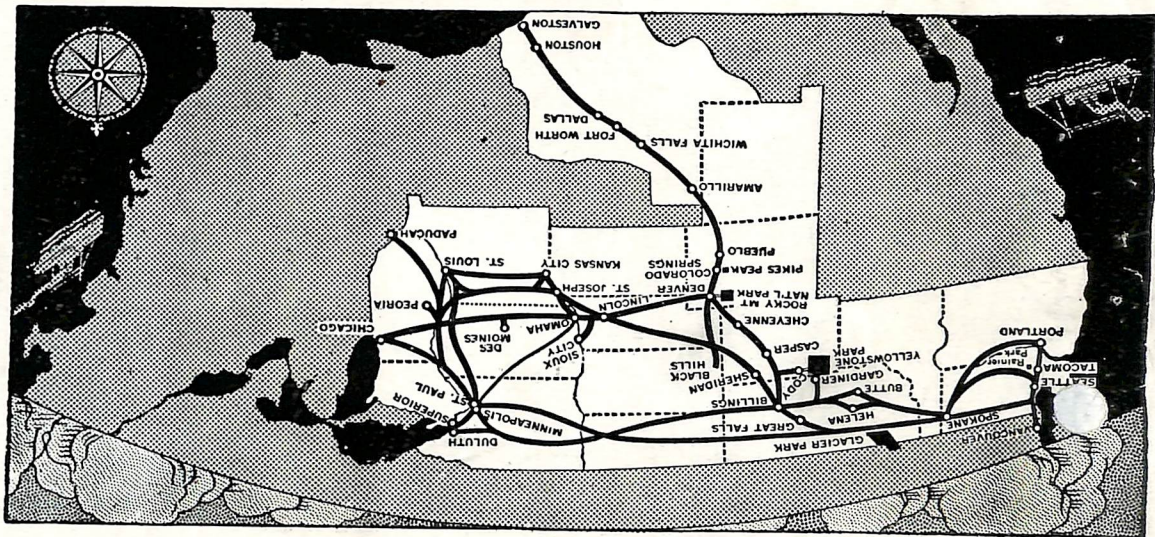 VANCOUVER
SEATTLE
TACOMA
Rainier
Park
PORTLAND
SPOKANE
GLACIER PARK
GREAT FALLS
HELENA
BUTTE
BILLINGS
GARDINER
CODY
YELLOWSTONE
PARK
SHERIDAN
CASPER
BLACK
HILLS
CHEYENNE
ROCKY MT.
NAT'L PARK
DENVER
PIKES PEAK
COLORADO
SPRINGS
PUEBLO
DULUTH
SUPERIOR
MINNEAPOLIS
ST. PAUL
SIOUX
CITY
OMAHA
LINCOLN
DES
MOINES
CHICAGO
PEORIA
ST. JOSEPH
KANSAS CITY
ST. LOUIS
PADUCAH
AMARILLO
WICHITA FALLS
FORT WORTH
DALLAS
HOUSTON
GALVESTON